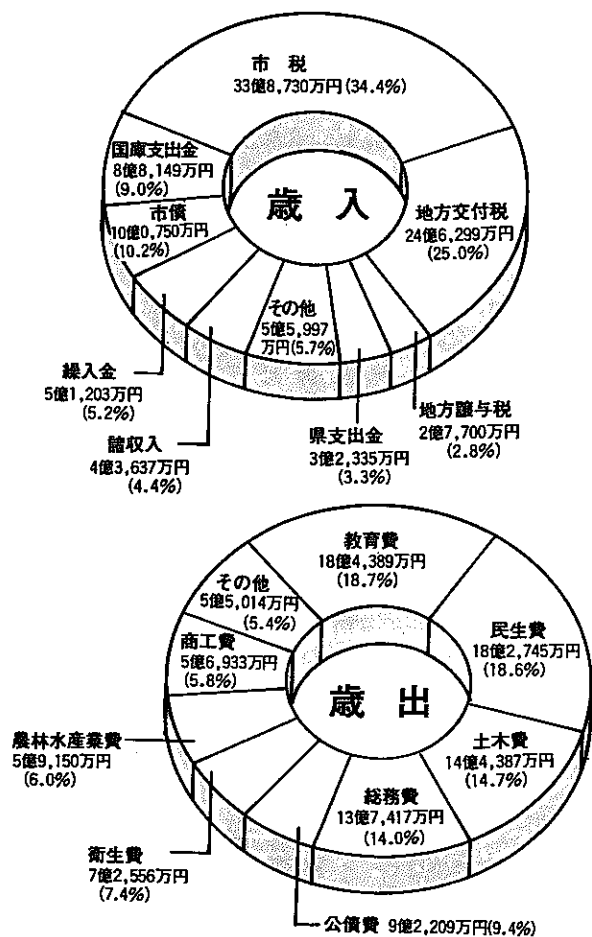 市税
33億8,730万円(34.4%)
国庫支出金
8億8,149万円
(9.0%)
市債
10億0,750万円
(10.2%)
歳入
地方交付税
24億6,299万円
(25.0%)
その他
5億5,997
万円(5.7%)
繰入金
5億1,203万円
(5.2%)
諸収入
4億3,637万円
(4.4%)
県支出金
3億2,335万円
(3.3%)
地方譲与税
2億7,700万円
(2.8%)
教育費
18億4,389万円
(18.7%)
その他
5億5,014万円
(5.4%)
商工費
5億6,933万円
(5.8%)
民生費
18億2,745万円
(18.6%)
歳出
農林水産業費
5億9,150万円
(6.0%)
土木費
14億4,387万円
(14.7%)
総務費
13億7,417万円
(14.0%)
衛生費
7億2,556万円
(7.4%)
公債費 9億2,209万円(9.4%)